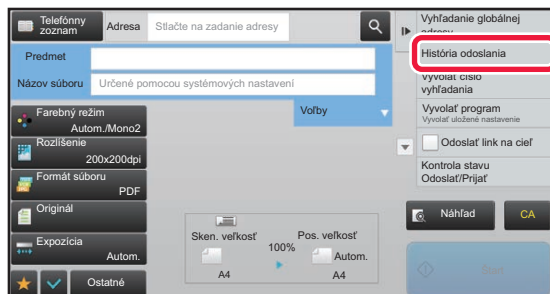 Telefónny
zoznam
Adresa
Stlačte na zadanie adresy
Predmet
Názov súboru
Určené pomocou systémových nastavení
Voľby
Farebný režim
Autom./Mono2
Rozlíšenie
200x200dpi
Formát súboru
PDF
Originál
Expozícia
Autom.
Ostatné
Sken. veľkosť
A4
100%
Pos. veľkosť
Autom.
A4
Vyhľadanie globálnej
adresy
História odoslania
Vyvolať číslo
vyhľadania
Vyvolať program
Vyvolať uložené nastavenie
Odoslať link na cieľ
Kontrola stavu
Odoslať/Prijať
Náhľad
CA